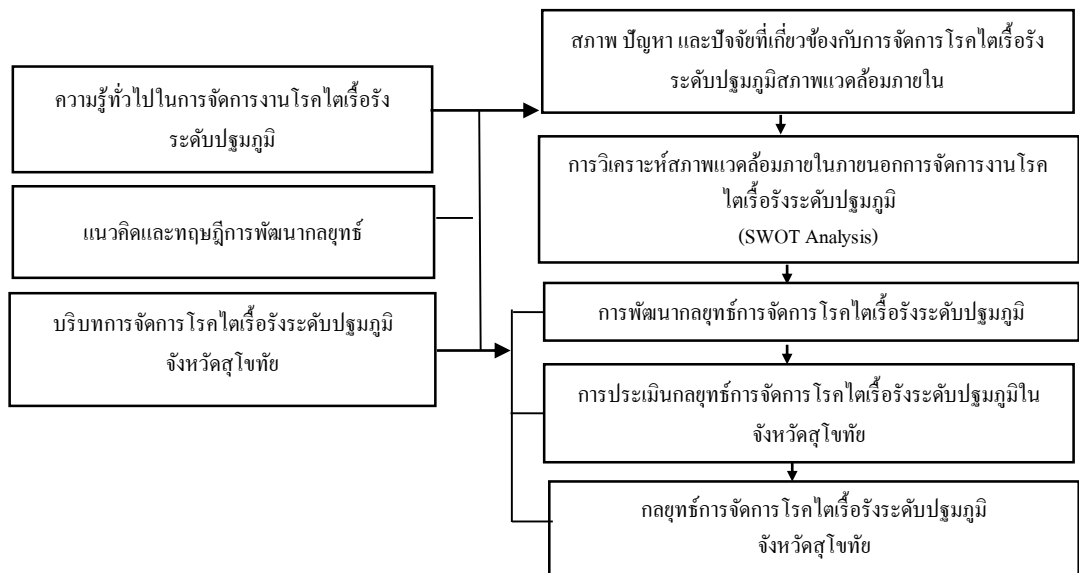 ความรู้ทั่วไปในการจัดการงานโรคไตเรื้อรัง
ระดับปฐมภูมิ
แนวคิดและทฤษฎีการพัฒนากลยุทธ์
บริบทการจัดการโรคไตเรื้อรังระดับปฐมภูมิ
จังหวัดสุโขทัย
สภาพ ปัญหา และปัจจัยที่เกี่ยวข้องกับการจัดการโรคไตเรื้อรัง
ระดับปฐมภูมิสภาพแวดล้อมภายใน
การวิเคราะห์สภาพแวดล้อมภายในภายนอกการจัดการงานโรค
ไตเรื้อรังระดับปฐมภูมิ
(SWOT Analysis)
การพัฒนากลยุทธ์การจัดการโรคไตเรื้อรังระดับปฐมภูมิ
การประเมินกลยุทธ์การจัดการโรคไตเรื้อรังระดับปฐมภูมิใน
จังหวัดสุโขทัย
กลยุทธ์การจัดการโรคไตเรื้อรังระดับปฐมภูมิ
จังหวัดสุโขทัย